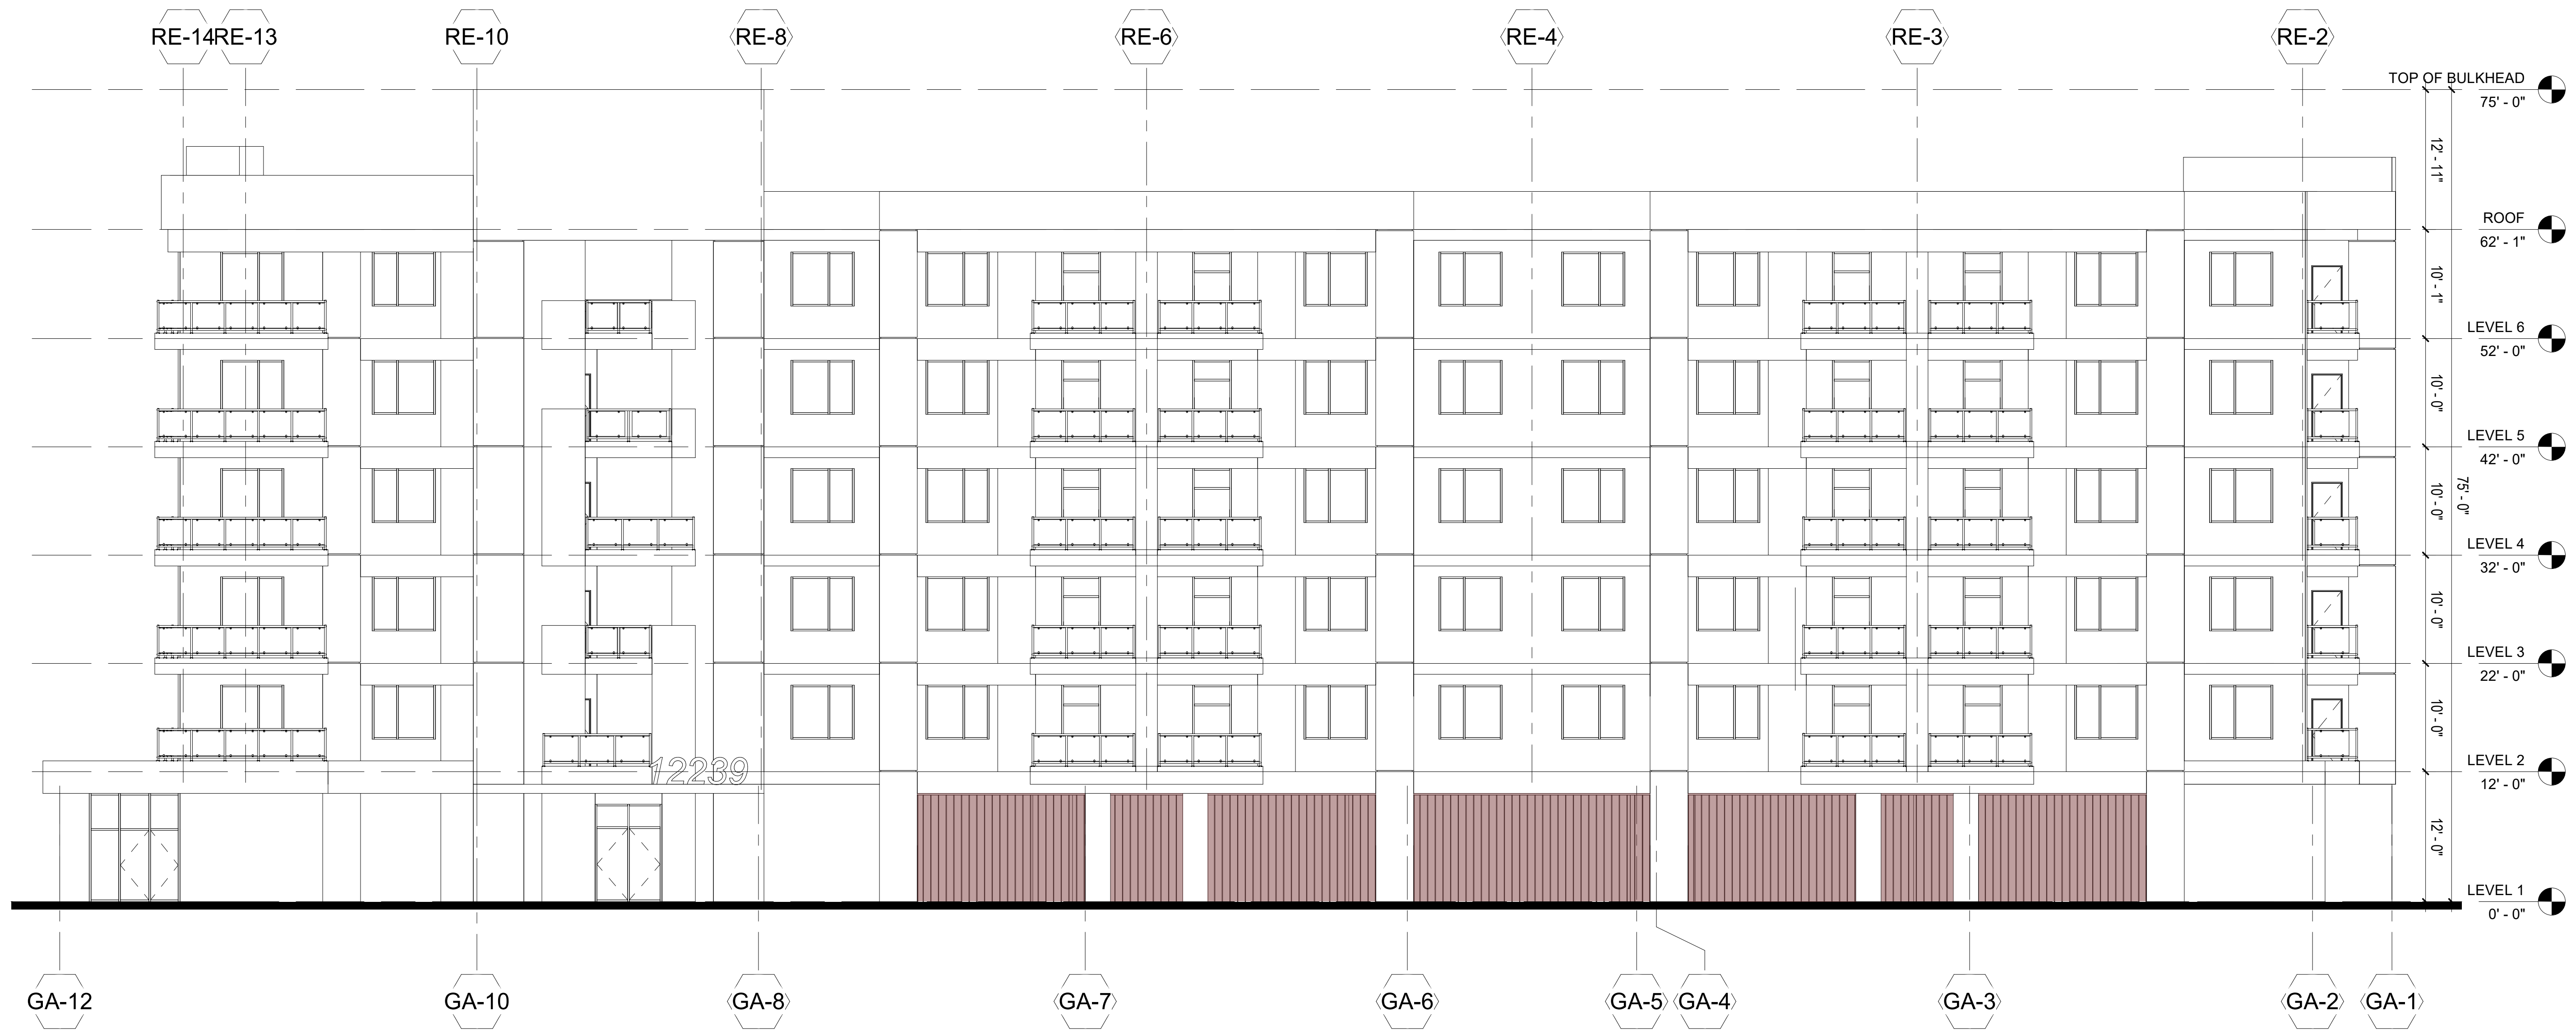 RE-14
RE-13
RE-10
RE-8
RE-6
RE-4
RE-3
RE-2
TOP OF BULKHEAD
75' - 0"
12' - 11"
ROOF
62' - 1"
10' - 1"
LEVEL 6
52' - 0"
10' - 0"
LEVEL 5
42' - 0"
75' - 0"
10' - 0"
LEVEL 4
32' - 0"
10' - 0"
LEVEL 3
22' - 0"
10' - 0"
12239
LEVEL 2
12' - 0"
12' - 0"
LEVEL 1
0' - 0"
GA-12
GA-10
GA-8
GA-7
GA-6
GA-5
GA-4
GA-3
GA-2
GA-1